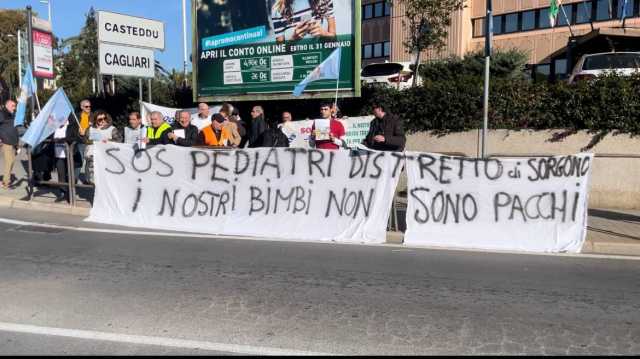 CASTEDDU
CAGLIARI
#apromocontinual
APRI IL CONTO ONLINE ENTRO IL 31 GENNAIO
SOS PEDIATRI DISTRETTO di SORGONO
i NOSTRI BIMBI NON SONO PACCHI